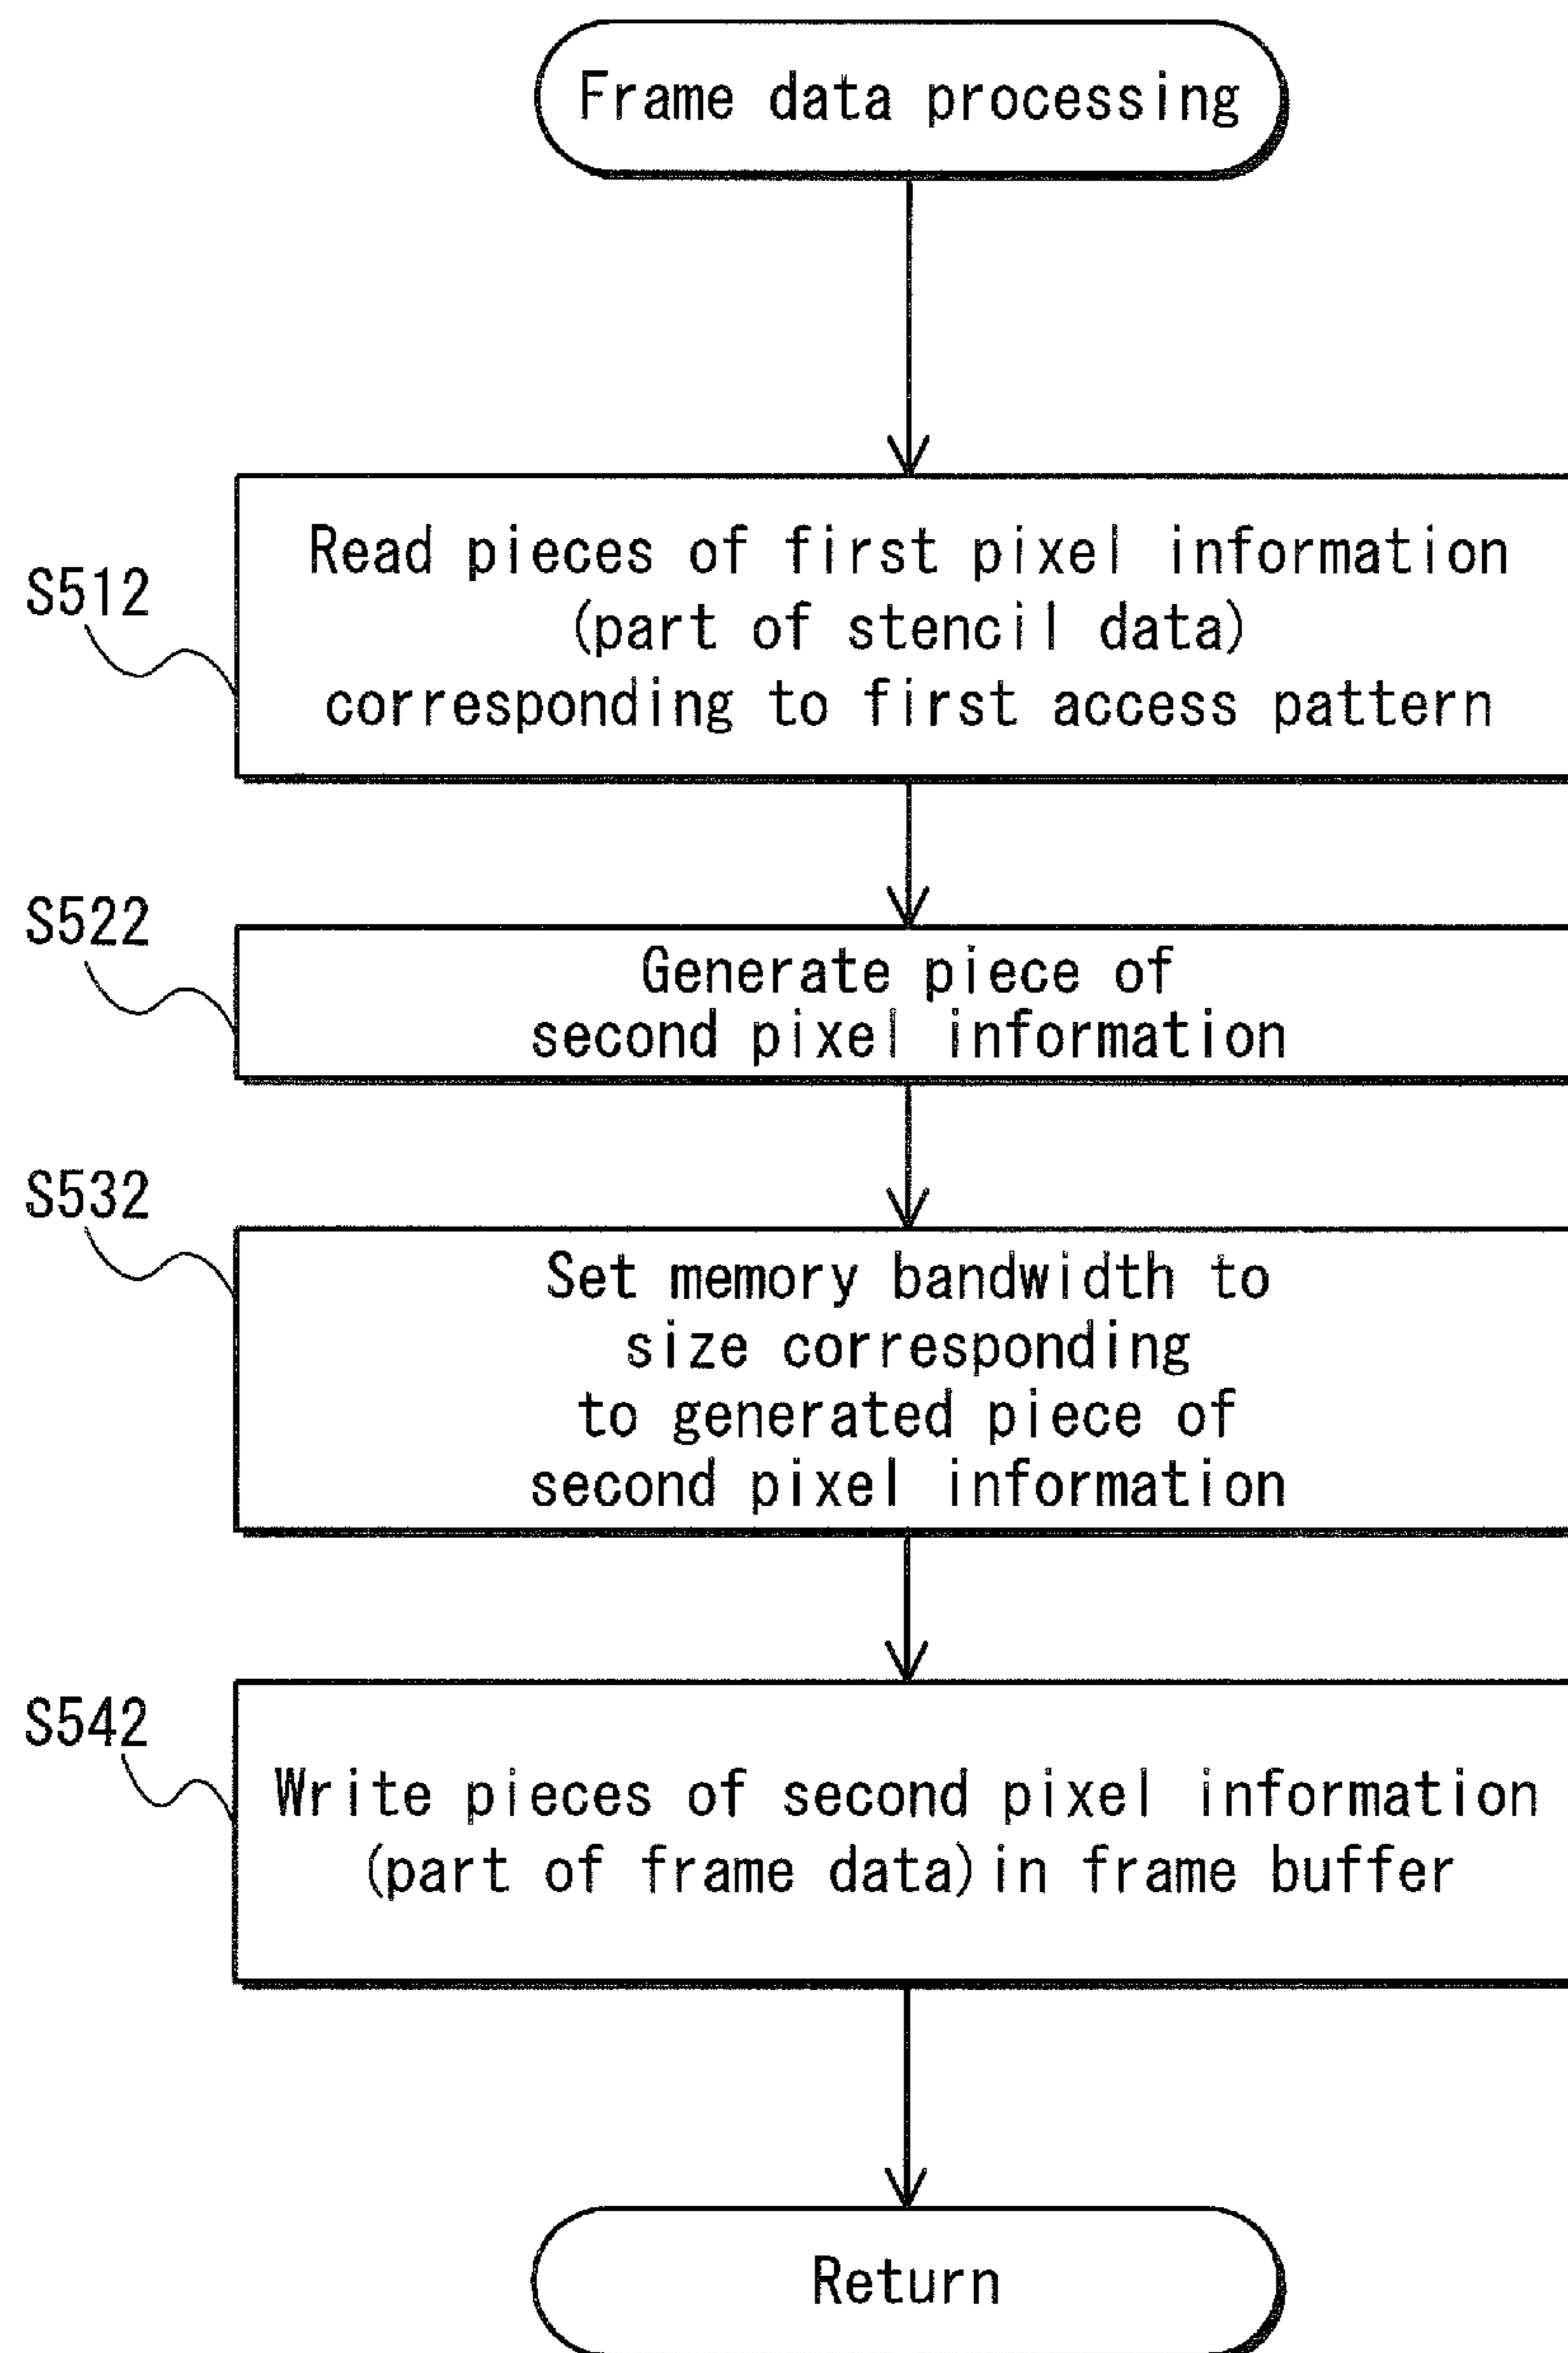 Frame data processing
S512
Read pieces of first pixel information
(part of stencil data)
corresponding to first access pattern
S522
Generate piece of
second pixel information
S532
Set memory bandwidth to
size corresponding
to generated piece of
second pixel information
S542
Write pieces of second pixel information
(part of frame data)in frame buffer
Return